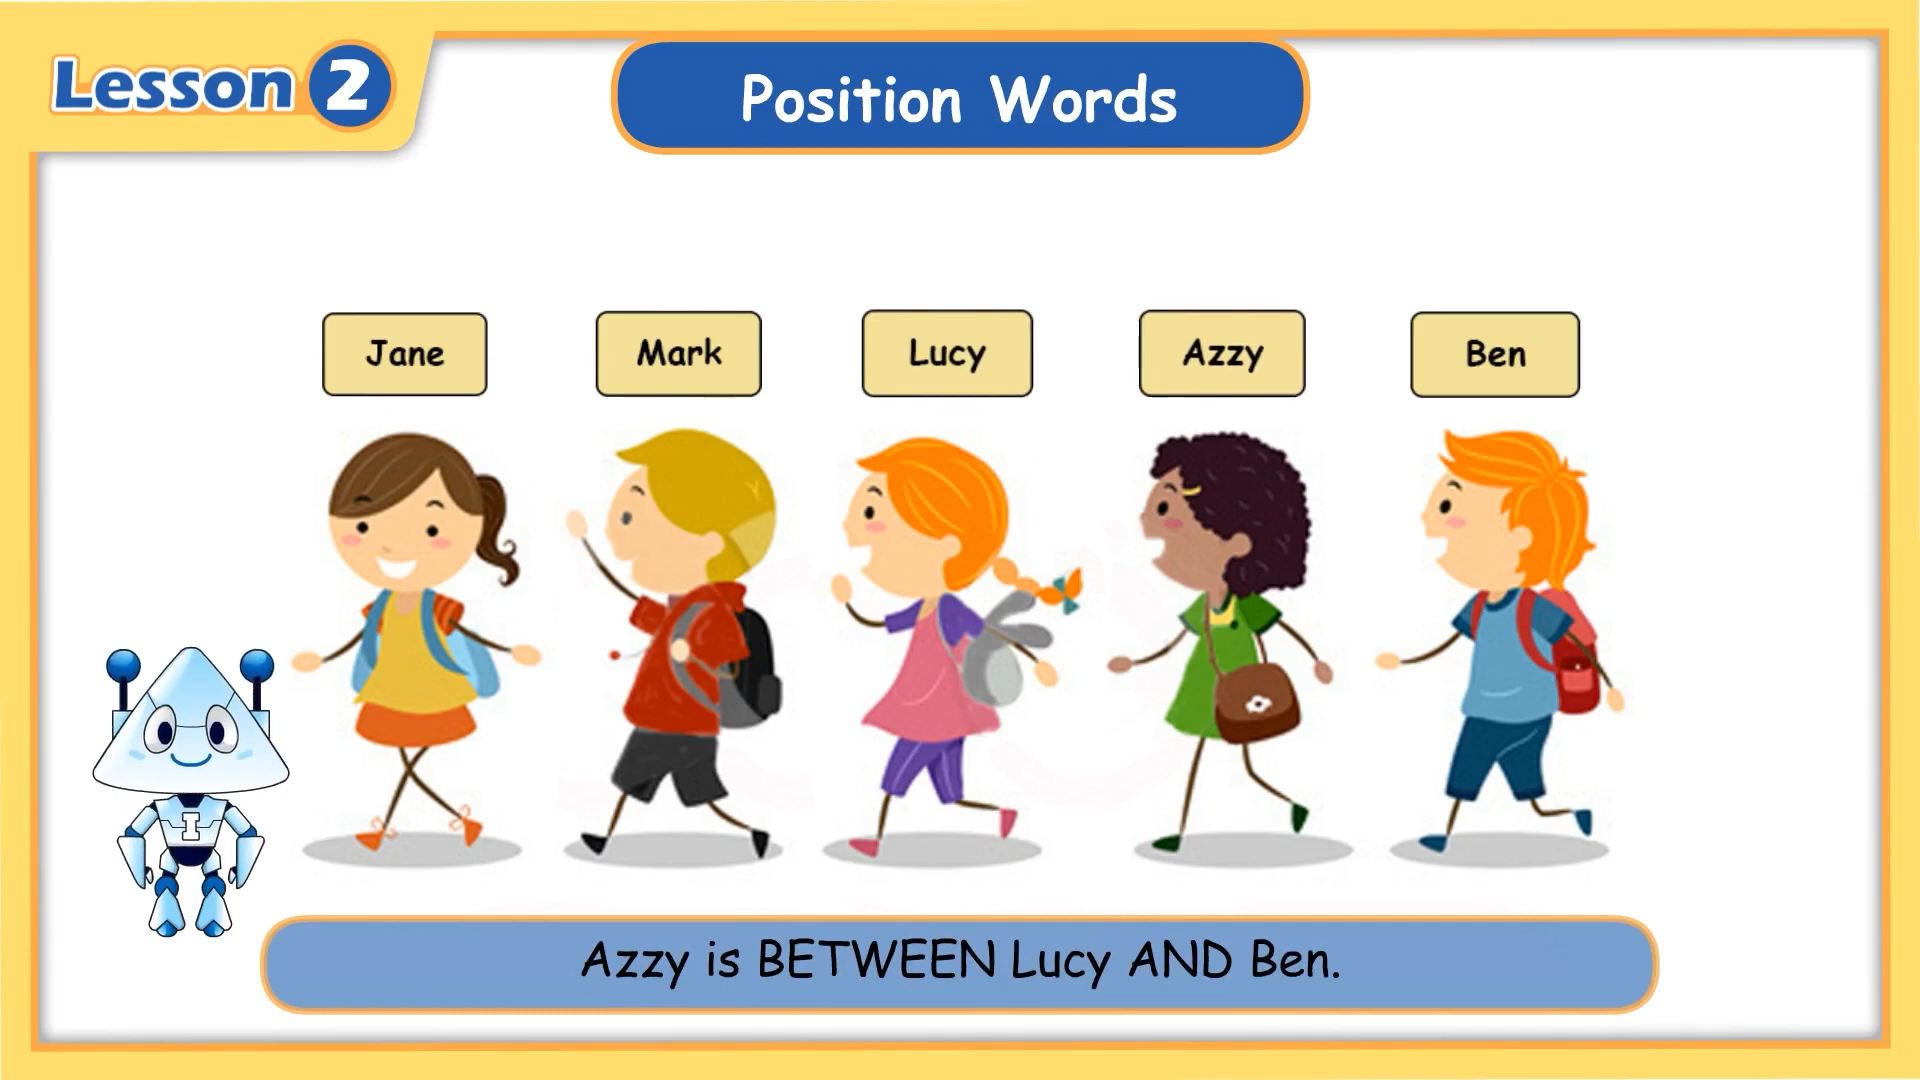 Lesson 2
Position Words
Jane
Mark
Lucy
Azzy
Ben
I
Azzy is BETWEEN Lucy AND Ben.